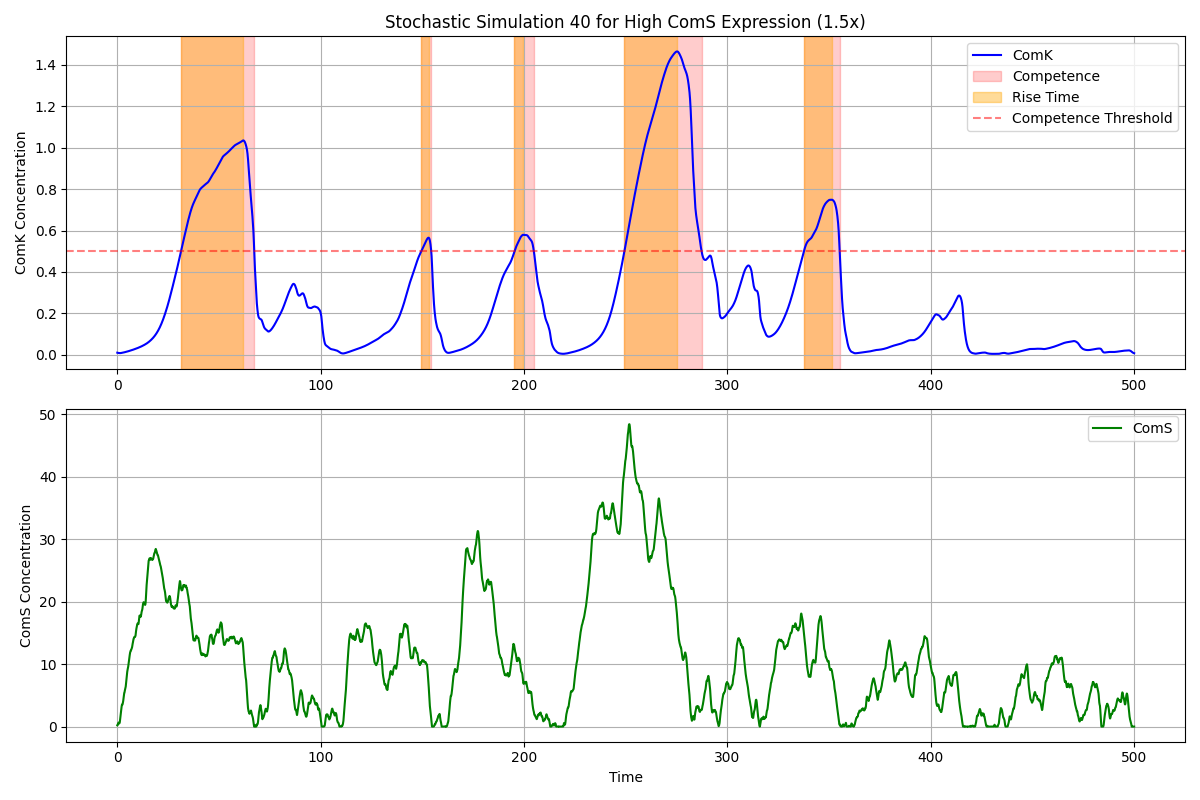 Stochastic Simulation 40 for High ComS Expression (1.5x)
ComK Concentration
1.4
1.2
1.0
0.8
0.6
0.4
0.2
0.0
ComK
Competence
Rise Time
Competence Threshold
0 100 200 300 400 500
ComS Concentration
50
40
30
20
10
0
ComS
0 100 200 300 400 500
Time